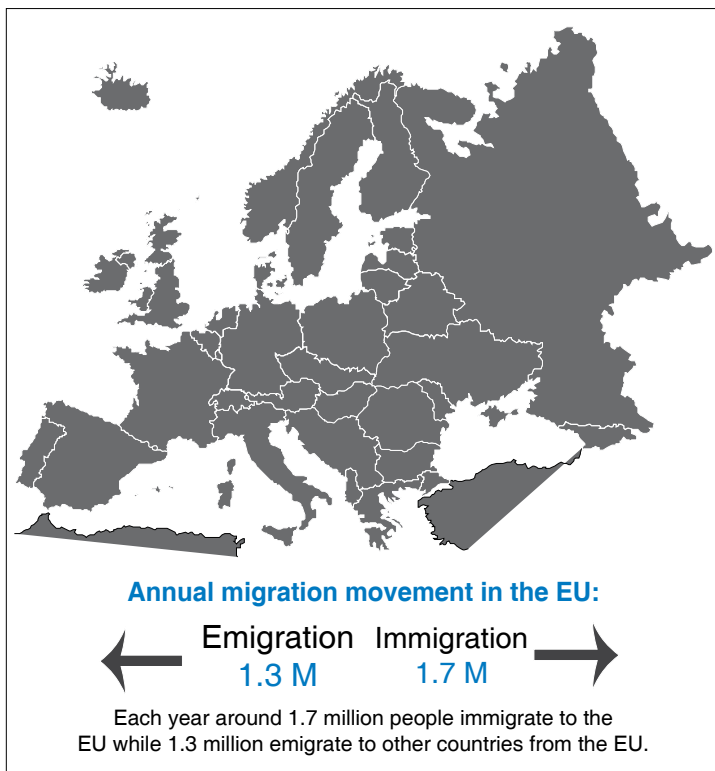 Annual migration movement in the EU:
Emigration Immigration
1.3 M 1.7 M
Each year around 1.7 million people immigrate to the
EU while 1.3 million emigrate to other countries from the EU.